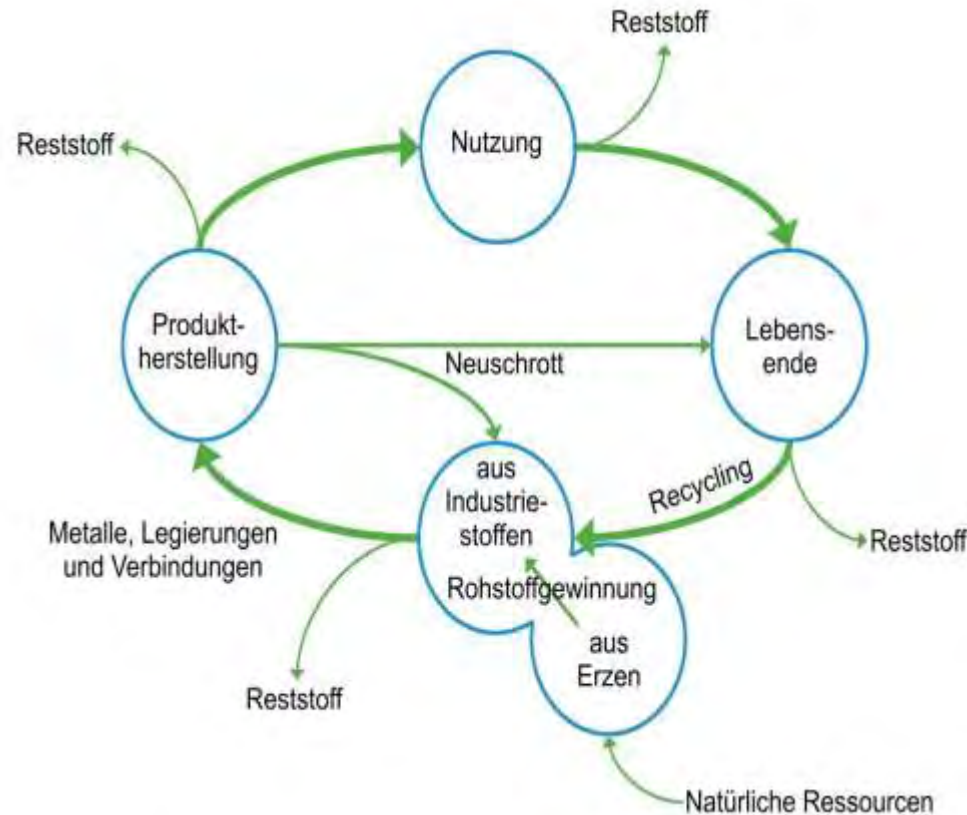 Reststoff
Reststoff
Nutzung
Produkt-
herstellung
Lebens-
ende
Neuschrott
aus
Industrie-
stoffen
Recycling
Metalle, Legierungen
und Verbindungen
Reststoff
Rohstoffgewinnung
aus
Erzen
Reststoff
Natürliche Ressourcen